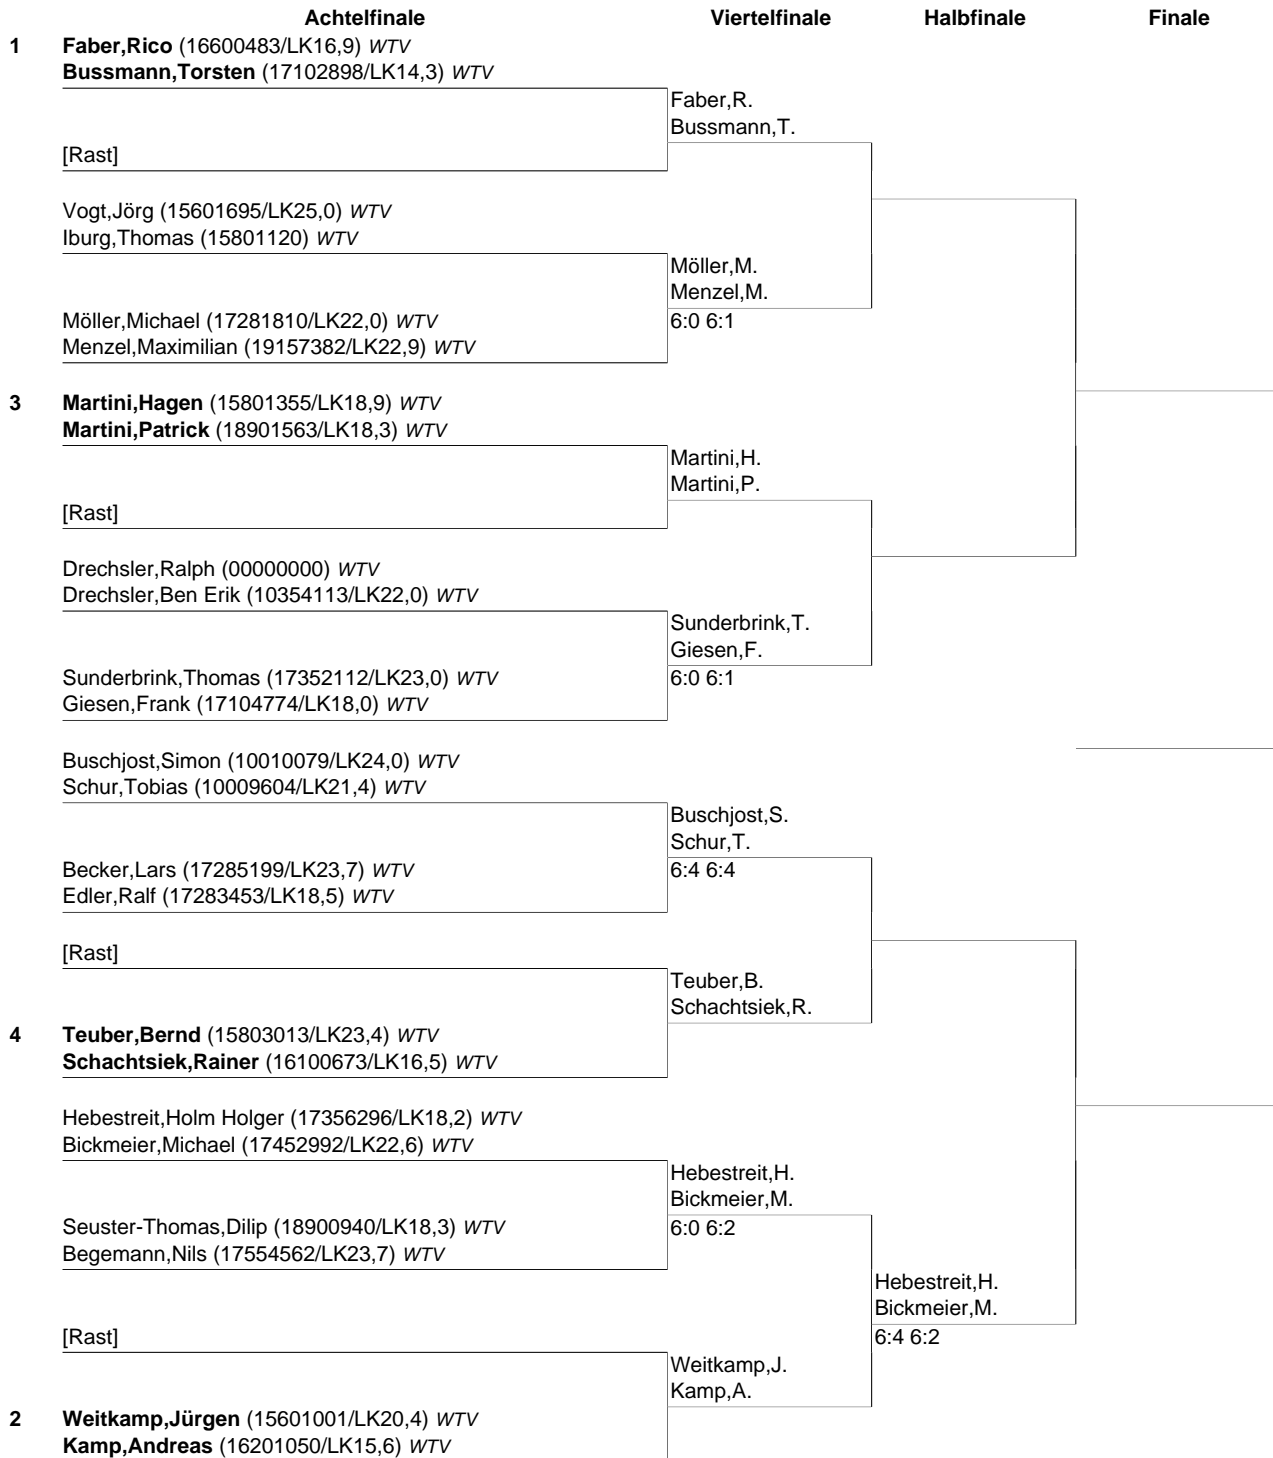 Achtelfinale Viertelfinale Halbfinale Finale
1 Faber,Rico (16600483/LK16,9) WTV
Bussmann,Torsten (17102898/LK14,3) WTV
Faber,R.
Bussmann,T.
[Rast]
Vogt,Jörg (15601695/LK25,0) WTV
Iburg,Thomas (15801120) WTV
Möller,M.
Menzel,M.
Möller,Michael (17281810/LK22,0) WTV 6:0 6:1
Menzel,Maximilian (19157382/LK22,9) WTV
3 Martini,Hagen (15801355/LK18,9) WTV
Martini,Patrick (18901563/LK18,3) WTV
Martini,H.
Martini,P.
[Rast]
Drechsler,Ralph (00000000) WTV
Drechsler,Ben Erik (10354113/LK22,0) WTV
Sunderbrink,T.
Giesen,F.
Sunderbrink,Thomas (17352112/LK23,0) WTV 6:0 6:1
Giesen,Frank (17104774/LK18,0) WTV
Buschjost,Simon (10010079/LK24,0) WTV
Schur,Tobias (10009604/LK21,4) WTV
Buschjost,S.
Schur,T.
Becker,Lars (17285199/LK23,7) WTV 6:4 6:4
Edler,Ralf (17283453/LK18,5) WTV
[Rast]
Teuber,B.
Schachtsiek,R.
4 Teuber,Bernd (15803013/LK23,4) WTV
Schachtsiek,Rainer (16100673/LK16,5) WTV
Hebestreit,Holm Holger (17356296/LK18,2) WTV
Bickmeier,Michael (17452992/LK22,6) WTV
Hebestreit,H.
Bickmeier,M.
Seuster-Thomas,Dilip (18900940/LK18,3) WTV 6:0 6:2
Begemann,Nils (17554562/LK23,7) WTV
Hebestreit,H.
Bickmeier,M.
[Rast] 6:4 6:2
Weitkamp,J.
Kamp,A.
2 Weitkamp,Jürgen (15601001/LK20,4) WTV
Kamp,Andreas (16201050/LK15,6) WTV